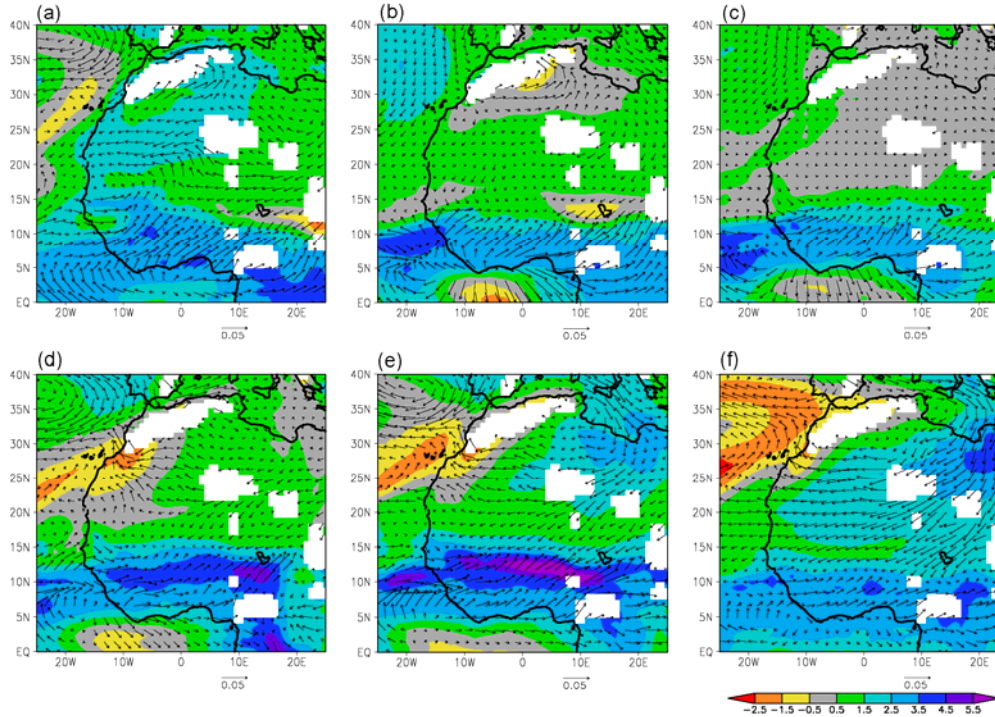 (a) (b) (c)
40N 40N 40N
35N 35N 35N
30N 30N 30N
25N 25N 25N
20N 20N 20N
15N 15N 15N
10N 10N 10N
5N 5N 5N
EQ EQ EQ
20W 10W 0 10E 20E 20W 10W 0 10E 20E 20W 10W 0 10E 20E
0.05 0.05 0.05
(d) (e) (f)
40N 40N 40N
35N 35N 35N
30N 30N 30N
25N 25N 25N
20N 20N 20N
15N 15N 15N
10N 10N 10N
5N 5N 5N
EQ EQ EQ
20W 10W 0 10E 20E 20W 10W 0 10E 20E 20W 10W 0 10E 20E
0.05 0.05 0.05
-2.5 -1.5 -0.5 0.5 1.5 2.5 3.5 4.5 5.5